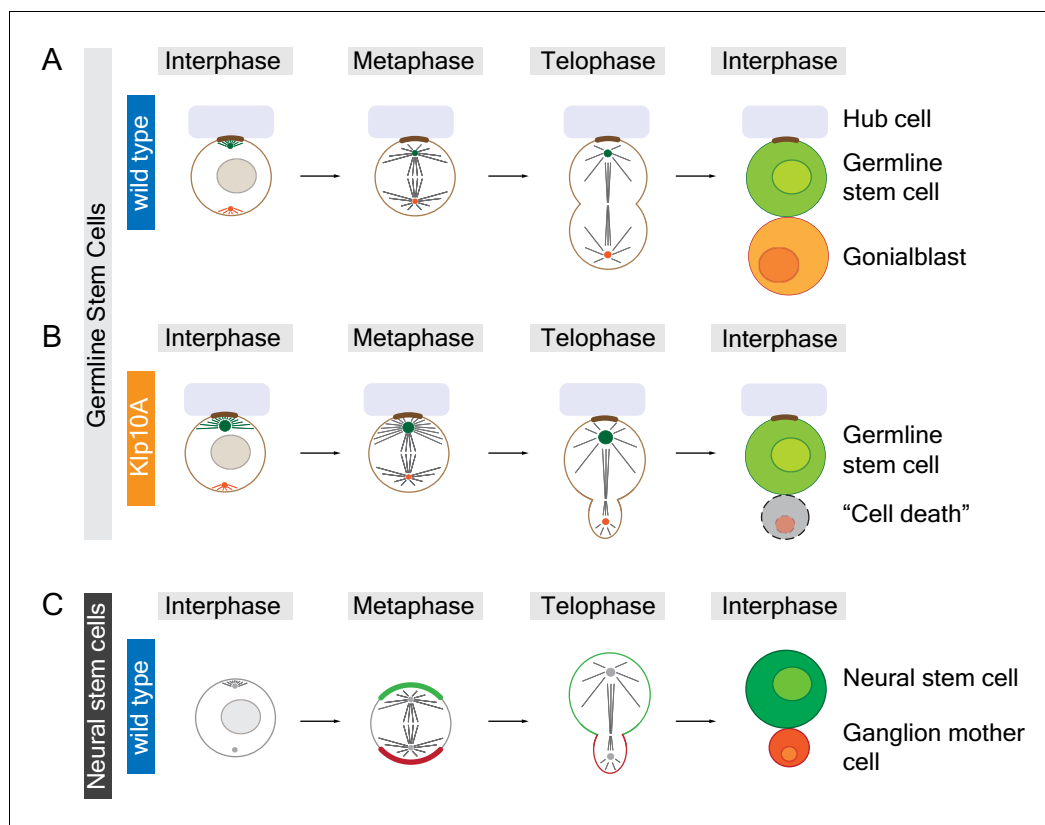 A
Interphase
Metaphase
Telophase
Interphase
Germline Stem Cells
wild type
Hub cell
Germline
stem cell
Gonialblast
B
Interphase
Metaphase
Telophase
Interphase
Klp10A
Germline
stem cell
“Cell death”
C
Interphase
Metaphase
Telophase
Interphase
Neural stem cells
wild type
Neural stem cell
Ganglion mother
cell